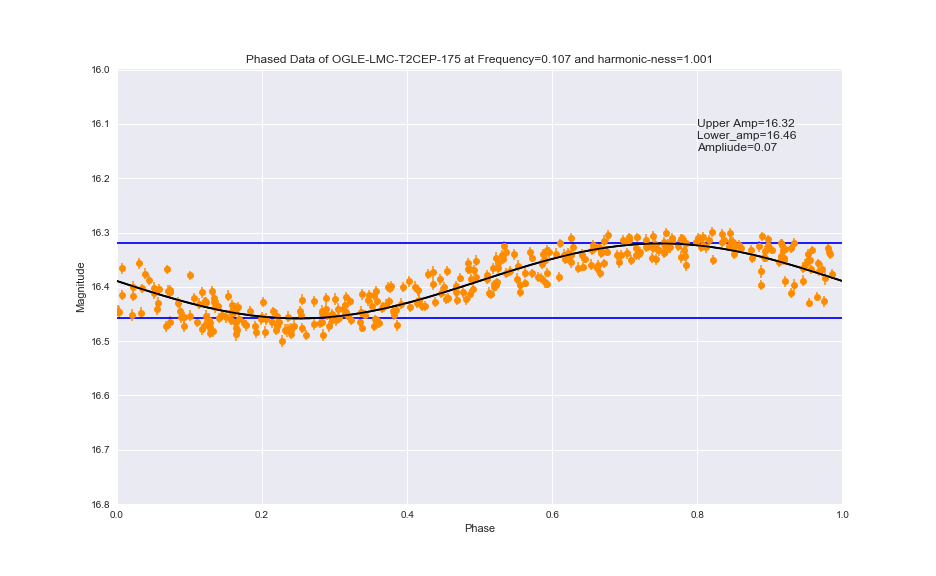 Phased Data of OGLE-LMC-T2CEP-175 at Frequency=0.107 and harmonic-ness=1.001
16.0
16.1
16.2
16.3
16.4
16.5
16.6
16.7
16.8
Magnitude
Upper Amp=16.32
Lower_amp=16.46
Ampliude=0.07
0.0 0.2 0.4 0.6 0.8 1.0
Phase